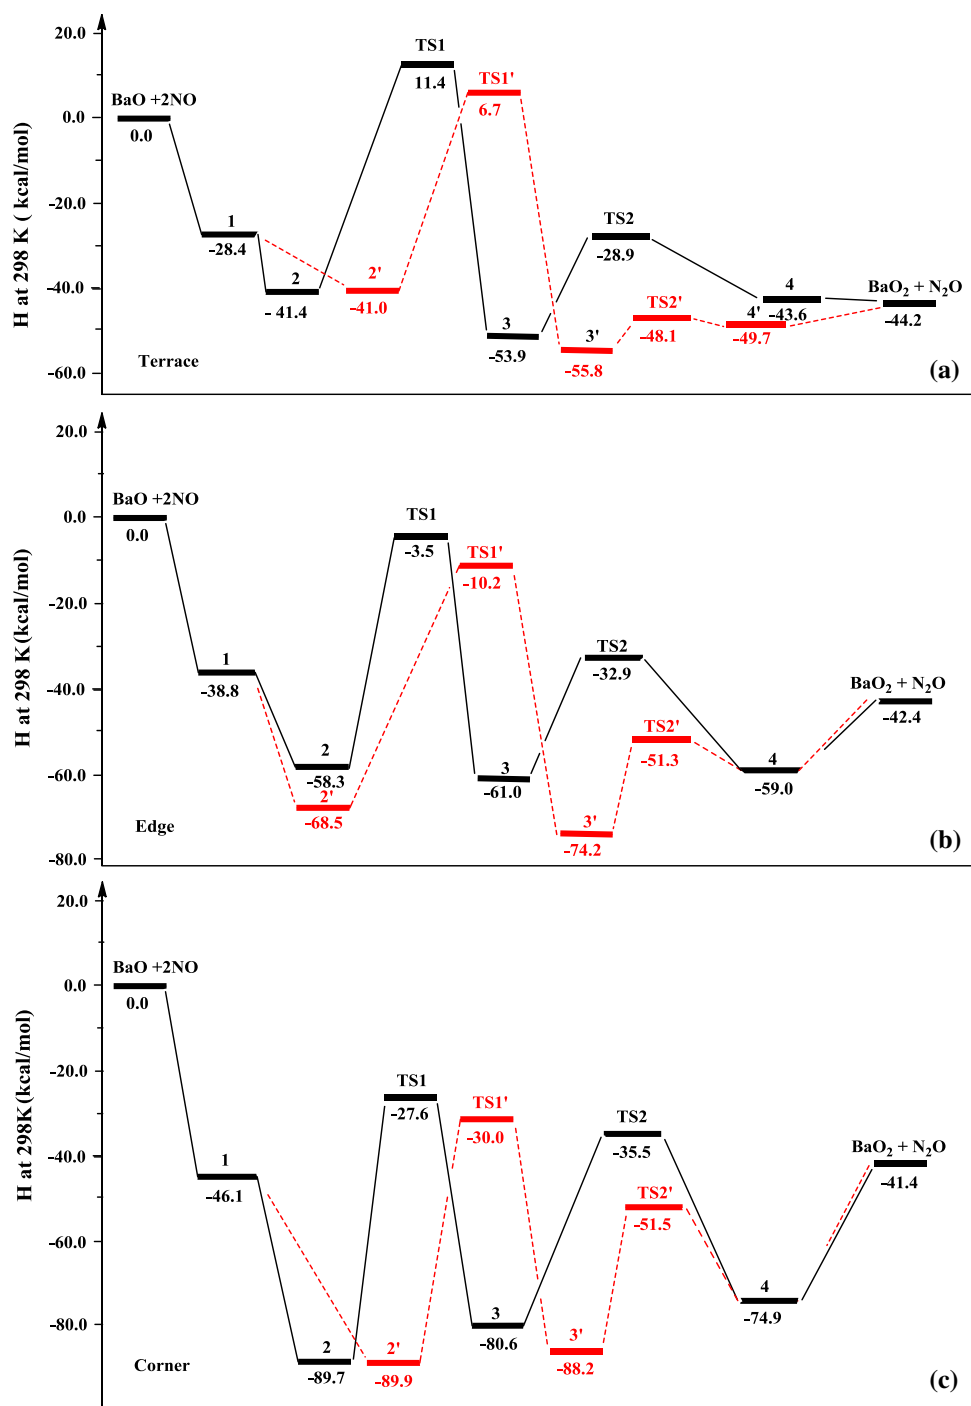 20.0
0.0
-20.0
-40.0
-60.0
H at 298 K ( kcal/mol)
BaO +2NO
0.0
1
-28.4
2
- 41.4
2'
-41.0
TS1
11.4
TS1'
6.7
3
-53.9
3'
-55.8
TS2
-28.9
TS2'
-48.1
4
-43.6
4'
-49.7
BaO₂ + N₂O
-44.2
Terrace
(a)
20.0
0.0
-20.0
-40.0
-60.0
-80.0
H at 298 K(kcal/mol)
BaO +2NO
0.0
1
-38.8
2
-58.3
2'
-68.5
TS1
-3.5
TS1'
-10.2
3
-61.0
3'
-74.2
TS2
-32.9
TS2'
-51.3
4
-59.0
BaO₂ + N₂O
-42.4
Edge
(b)
20.0
0.0
-20.0
-40.0
-60.0
-80.0
H at 298K(kcal/mol)
BaO +2NO
0.0
1
-46.1
2
-89.7
2'
-89.9
TS1
-27.6
TS1'
-30.0
3
-80.6
3'
-88.2
TS2
-35.5
TS2'
-51.5
4
-74.9
BaO₂ + N₂O
-41.4
Corner
(c)